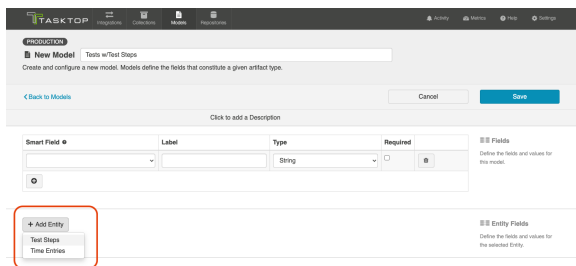 TASKTOP
Integrations
Collections
Models
Repositories
Activity
Metrics
Help
Settings
PRODUCTION
New Model
Tests w/Test Steps
Create and configure a new model. Models define the fields that constitute a given artifact type.
Back to Models
Cancel
Save
Click to add a Description
Smart Field
Label
Type
Required
String
Fields
Define the fields and values for
this model.
+ Add Entity
Test Steps
Time Entries
Entity Fields
Define the fields and values for
the selected Entity.